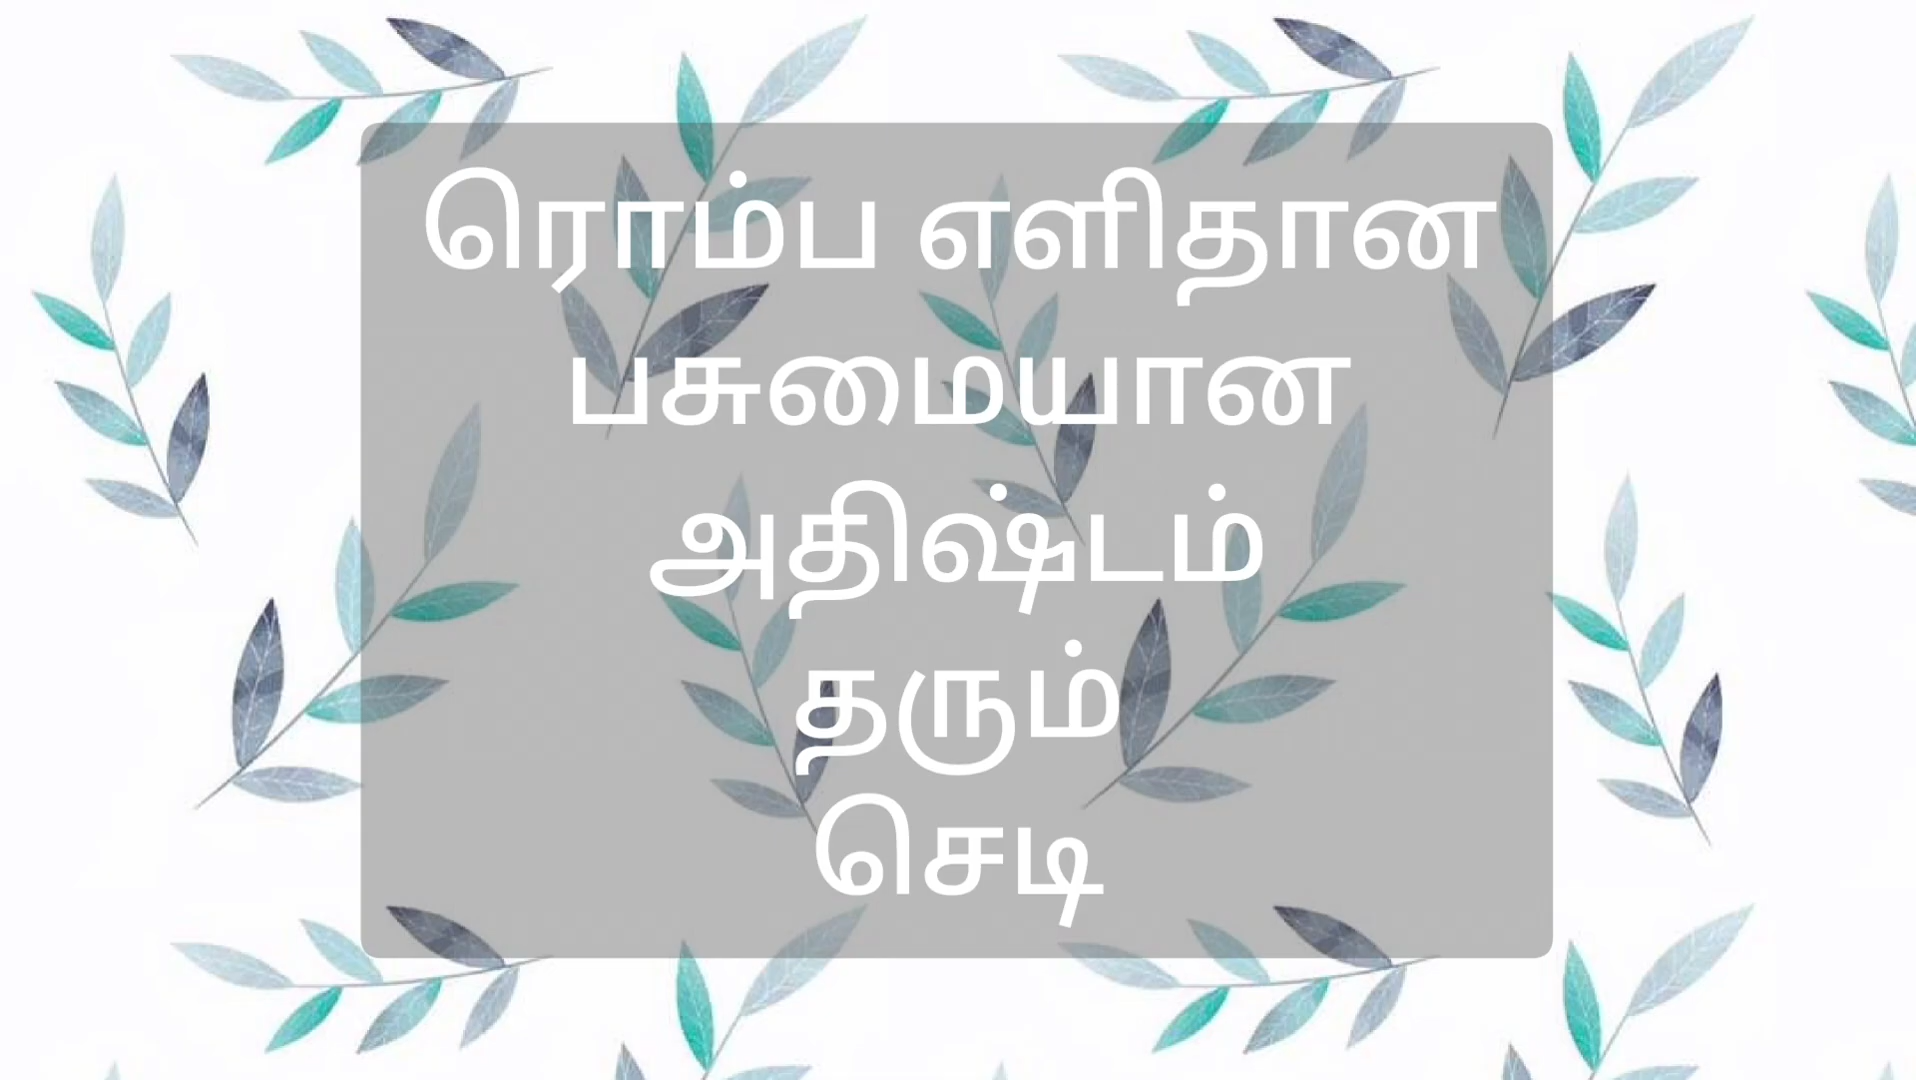 ரொம்ப எளிதான
பசுமையான
அதிஷ்டம்
தரும்
செடி